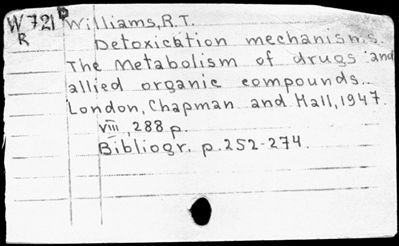 W721 P Williams, R.T.
R Detoxication mechanisms.
The Metabolism of drugs and
allied organic compounds..
London, Chapman and Hall, 1947.
viii, 288 p.
Bibliogr. p. 252-274.